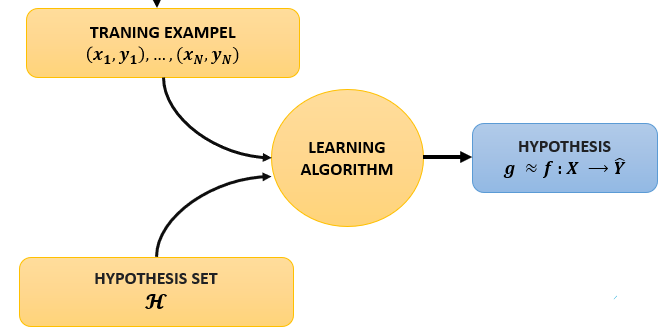 TRANING EXAMPEL
(x₁, y₁), … , (x_N, y_N)
LEARNING
ALGORITHM
HYPOTHESIS
g ≈ f : X ⟶ Ŷ
HYPOTHESIS SET
ℋ